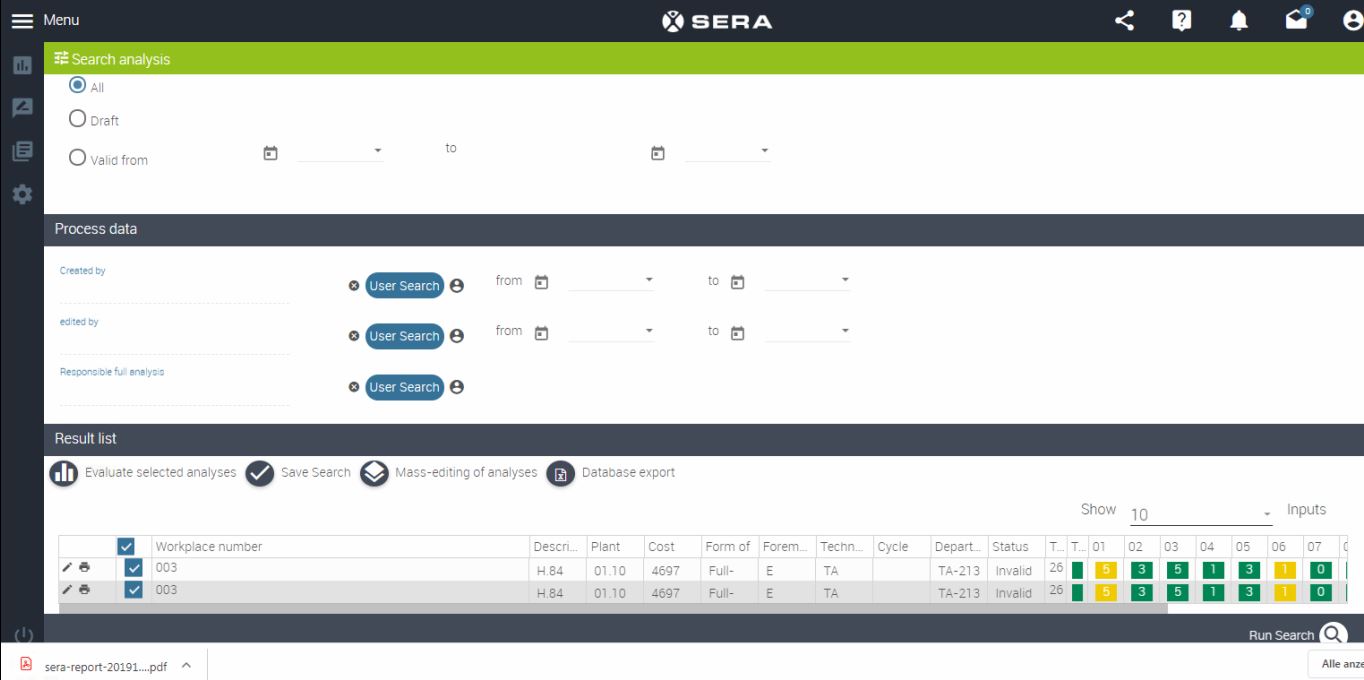 Menu
SERA
?
0
Search analysis
All
Draft
Valid from
to
Process data
Created by
User Search
from
to
edited by
User Search
from
to
Responsible full analysis
User Search
Result list
Evaluate selected analyses
Save Search
Mass-editing of analyses
Database export
Show
10
Inputs
Workplace number Descri... Plant Cost Form of Forem... Techn... Cycle Depart... Status T... T... 01 02 03 04 05 06 07
003 H.84 01.10 4697 Full- E TA TA-213 Invalid 26 5 3 5 1 3 1 0
003 H.84 01.10 4697 Full- E TA TA-213 Invalid 26 5 3 5 1 3 1 0
Run Search
sera-report-20191....pdf
Alle anze